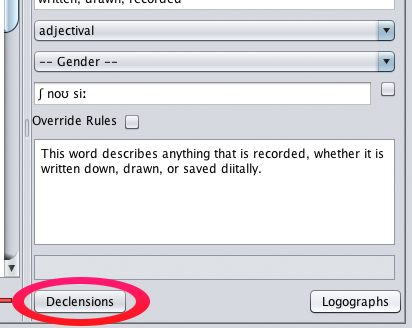 written, drawn, recorded
adjectival
-- Gender --
ʃ noʊ siː
Override Rules
This word describes anything that is recorded, whether it is
written down, drawn, or saved diitally.
Declensions
Logographs